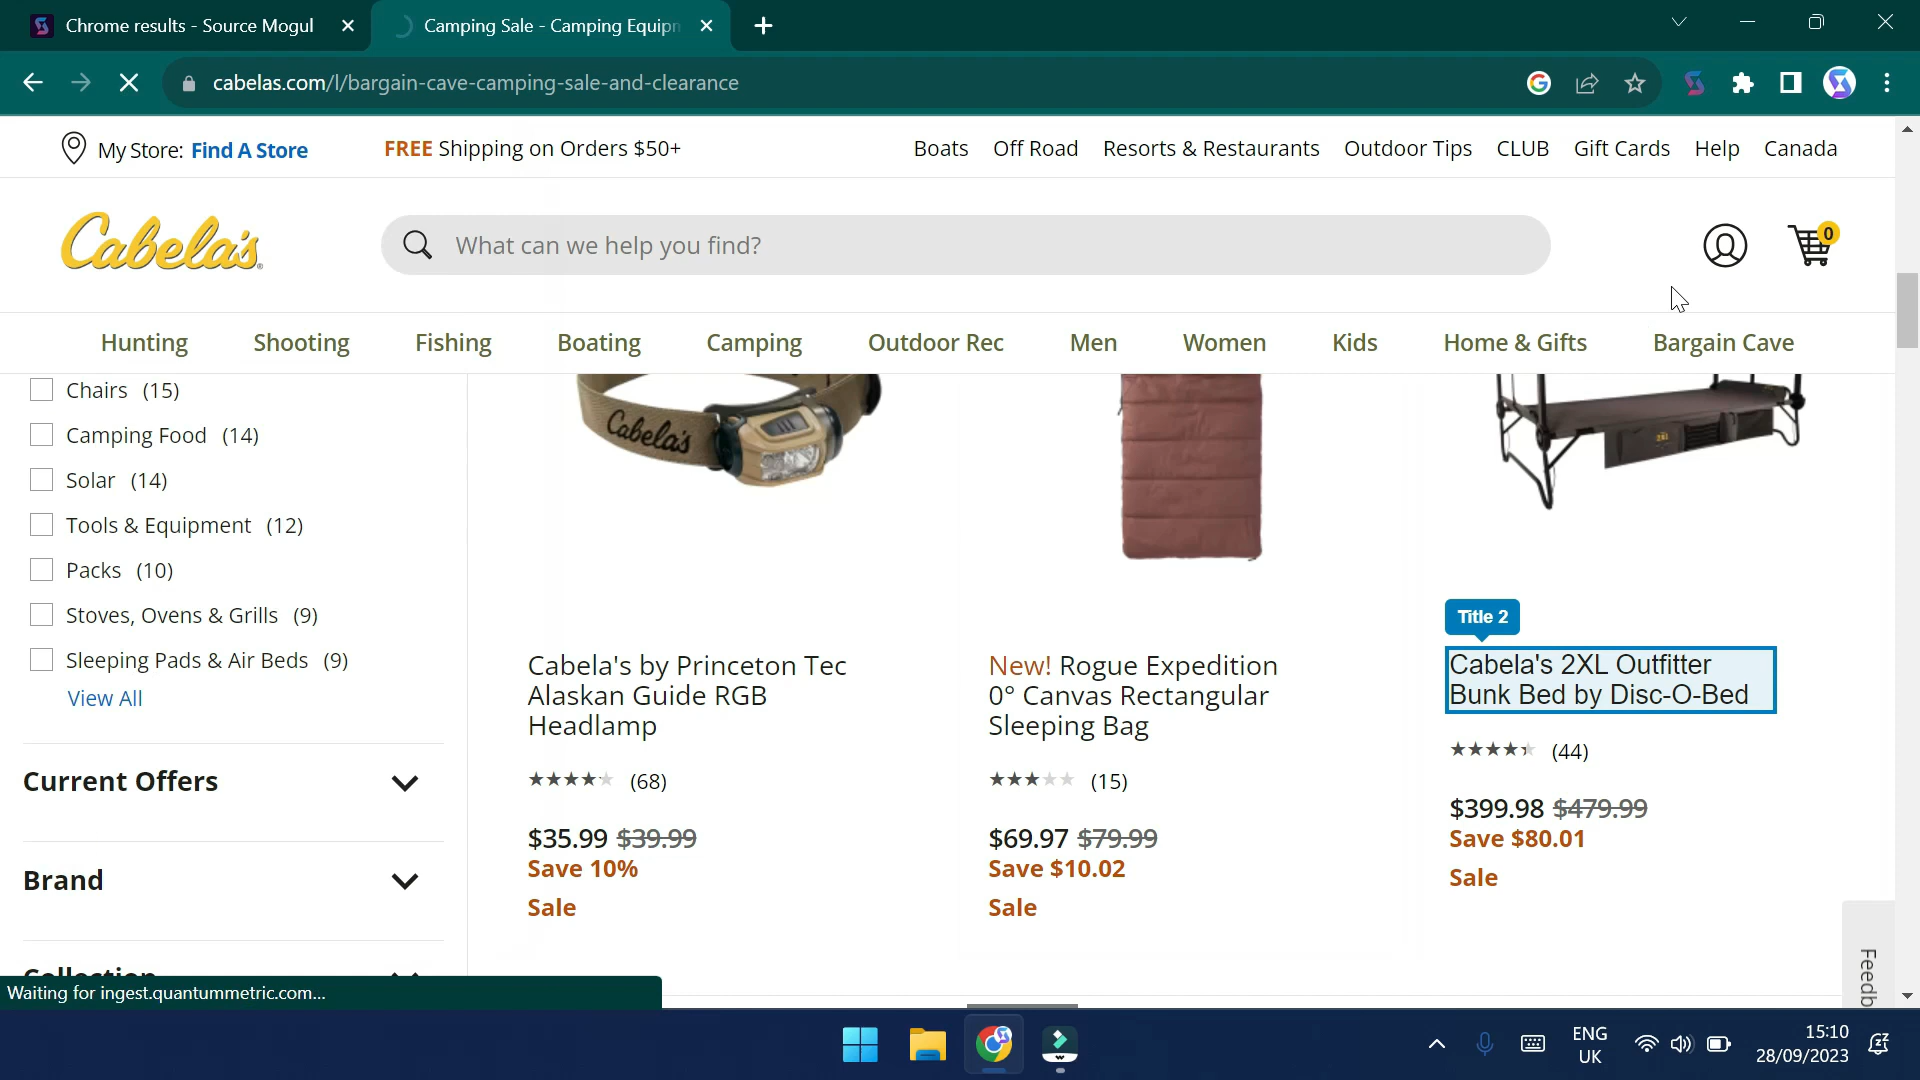 Chrome results - Source Mogul
Camping Sale - Camping Equipm
cabelas.com/l/bargain-cave-camping-sale-and-clearance
My Store: Find A Store
FREE Shipping on Orders $50+
Boats Off Road Resorts & Restaurants Outdoor Tips CLUB Gift Cards Help Canada
Cabela's
What can we help you find?
0
Hunting Shooting Fishing Boating Camping Outdoor Rec Men Women Kids Home & Gifts Bargain Cave
Chairs (15)
Camping Food (14)
Solar (14)
Tools & Equipment (12)
Packs (10)
Stoves, Ovens & Grills (9)
Sleeping Pads & Air Beds (9)
View All
Current Offers
Brand
Collection
Cabela's
Cabela's by Princeton Tec
Alaskan Guide RGB
Headlamp
(68)
$35.99 $39.99
Save 10%
Sale
New! Rogue Expedition
0° Canvas Rectangular
Sleeping Bag
(15)
$69.97 $79.99
Save $10.02
Sale
2XL
Title 2
Cabela's 2XL Outfitter
Bunk Bed by Disc-O-Bed
(44)
$399.98 $479.99
Save $80.01
Sale
Feedb
Waiting for ingest.quantummetric.com...
ENG
UK
15:10
28/09/2023